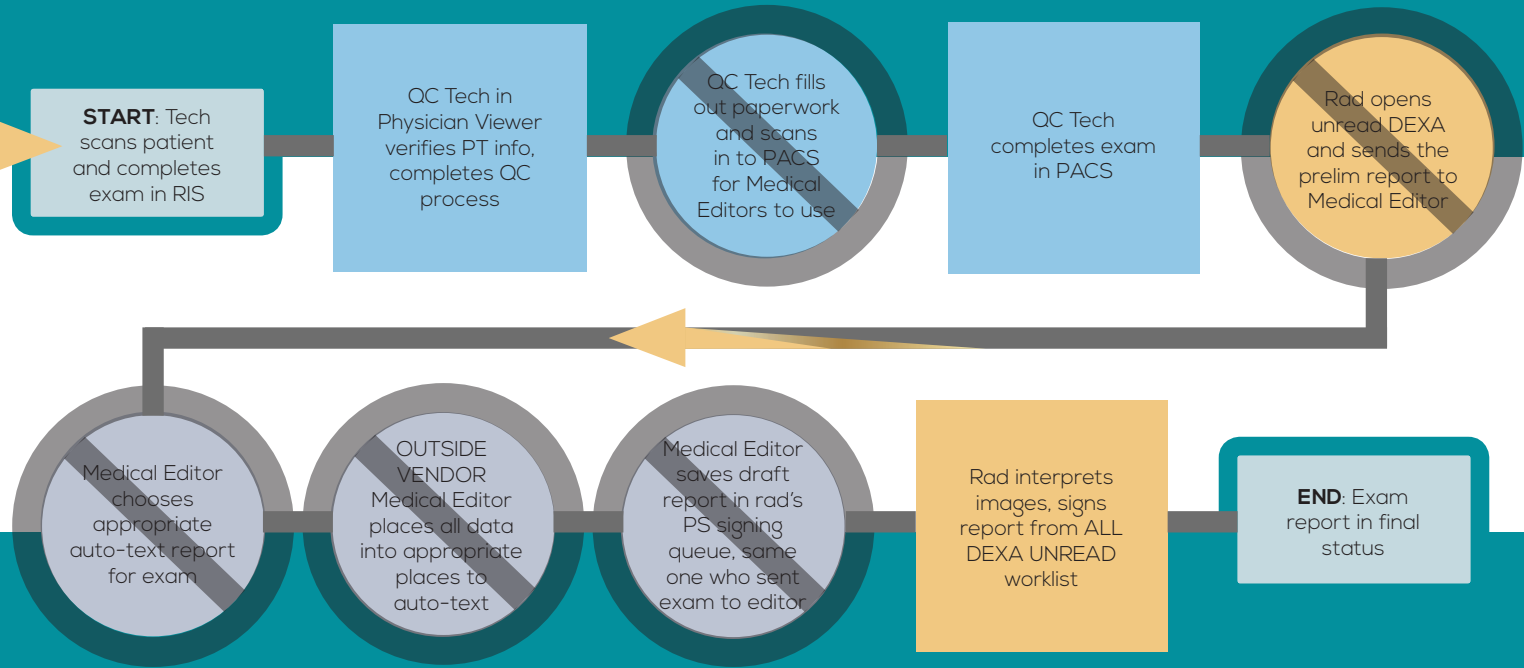 START: Tech
scans patient
and completes
exam in RIS
QC Tech in
Physician Viewer
verifies PT info,
completes QC
process
QC Tech fills
out paperwork
and scans
in to PACS
for Medical
Editors to use
QC Tech
completes exam
in PACS
Rad opens
unread DEXA
and sends the
prelim report to
Medical Editor
Medical Editor
chooses
appropriate
auto-text report
for exam
OUTSIDE
VENDOR
Medical Editor
places all data
into appropriate
places to
auto-text
Medical Editor
saves draft
report in rad's
PS signing
queue, same
one who sent
exam to editor
Rad interprets
images, signs
report from ALL
DEXA UNREAD
worklist
END: Exam
report in final
status